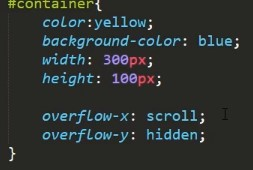 #container{
color:yellow;
background-color: blue;
width: 300px;
height: 100px;
overflow-x: scroll;
overflow-y: hidden;
}